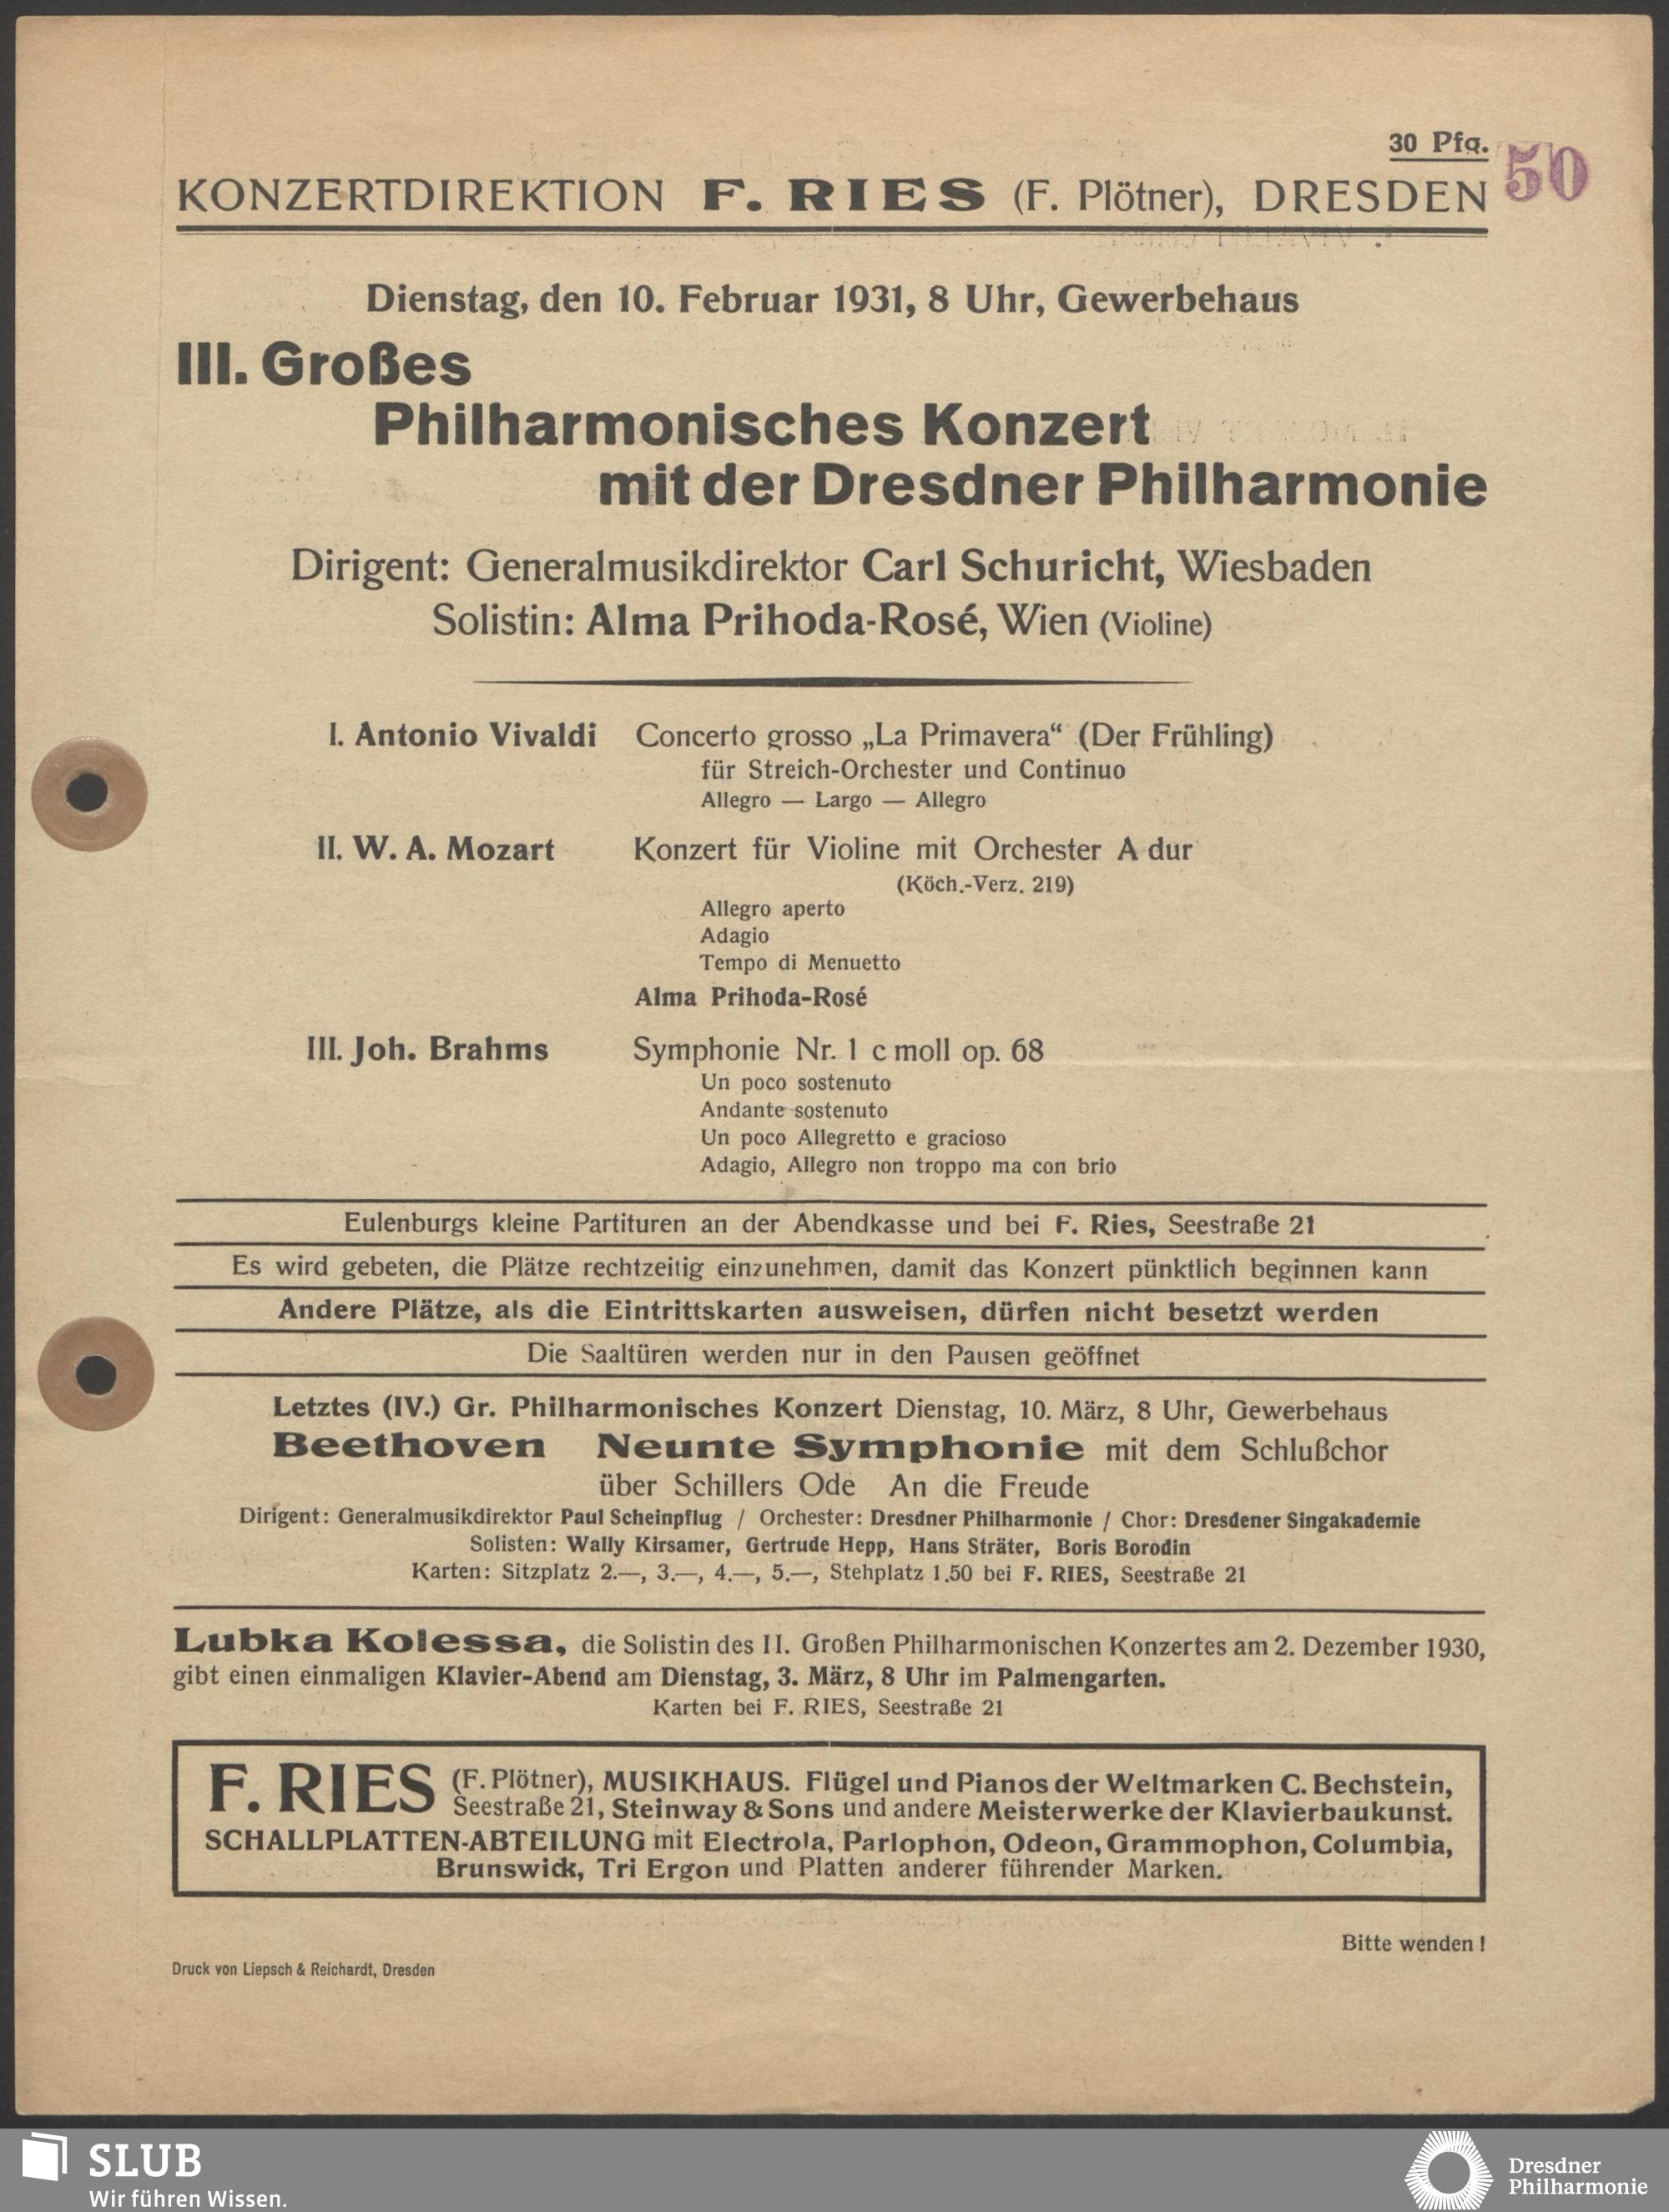 30 Pfg.
50
KONZERTDIREKTION F. RIES (F. Plötner), DRESDEN
Dienstag, den 10. Februar 1931, 8 Uhr, Gewerbehaus
III. Großes
Philharmonisches Konzert
mit der Dresdner Philharmonie
Dirigent: Generalmusikdirektor Carl Schuricht, Wiesbaden
Solistin: Alma Prihoda-Rosé, Wien (Violine)
I. Antonio Vivaldi Concerto grosso „La Primavera“ (Der Frühling)
für Streich-Orchester und Continuo
Allegro — Largo — Allegro
II. W. A. Mozart Konzert für Violine mit Orchester A dur
(Köch.-Verz. 219)
Allegro aperto
Adagio
Tempo di Menuetto
Alma Prihoda-Rosé
III. Joh. Brahms Symphonie Nr. 1 c moll op. 68
Un poco sostenuto
Andante sostenuto
Un poco Allegretto e gracioso
Adagio, Allegro non troppo ma con brio
Eulenburgs kleine Partituren an der Abendkasse und bei F. Ries, Seestraße 21
Es wird gebeten, die Plätze rechtzeitig einzunehmen, damit das Konzert pünktlich beginnen kann
Andere Plätze, als die Eintrittskarten ausweisen, dürfen nicht besetzt werden
Die Saaltüren werden nur in den Pausen geöffnet
Letztes (IV.) Gr. Philharmonisches Konzert Dienstag, 10. März, 8 Uhr, Gewerbehaus
Beethoven Neunte Symphonie mit dem Schlußchor
über Schillers Ode An die Freude
Dirigent: Generalmusikdirektor Paul Scheinpflug / Orchester: Dresdner Philharmonie / Chor: Dresdener Singakademie
Solisten: Wally Kirsamer, Gertrude Hepp, Hans Sträter, Boris Borodin
Karten: Sitzplatz 2.—, 3.—, 4.—, 5.—, Stehplatz 1.50 bei F. RIES, Seestraße 21
Lubka Kolessa, die Solistin des II. Großen Philharmonischen Konzertes am 2. Dezember 1930,
gibt einen einmaligen Klavier-Abend am Dienstag, 3. März, 8 Uhr im Palmengarten.
Karten bei F. RIES, Seestraße 21
F. RIES (F. Plötner), MUSIKHAUS. Flügel und Pianos der Weltmarken C. Bechstein,
Seestraße 21, Steinway & Sons und andere Meisterwerke der Klavierbaukunst.
SCHALLPLATTEN-ABTEILUNG mit Electrola, Parlophon, Odeon, Grammophon, Columbia,
Brunswick, Tri Ergon und Platten anderer führender Marken.
Bitte wenden!
Druck von Liepsch & Reichardt, Dresden
SLUB
Wir führen Wissen.
Dresdner
Philharmonie